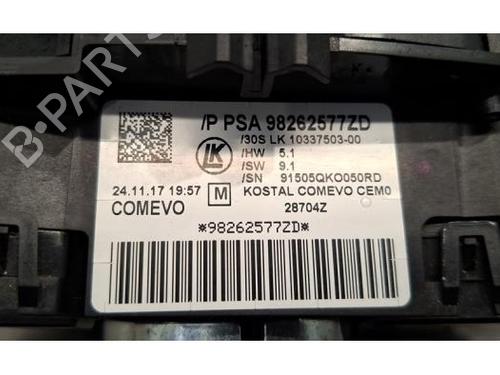 /P PSA 98262577ZD
/30S LK 10337503-00
/HW 5.1
/SW 9.1
/SN 91505QKO050RD
LK
24.11.17 19:57 M KOSTAL COMEVO CEM0
COMEVO 28704Z
*98262577ZD*